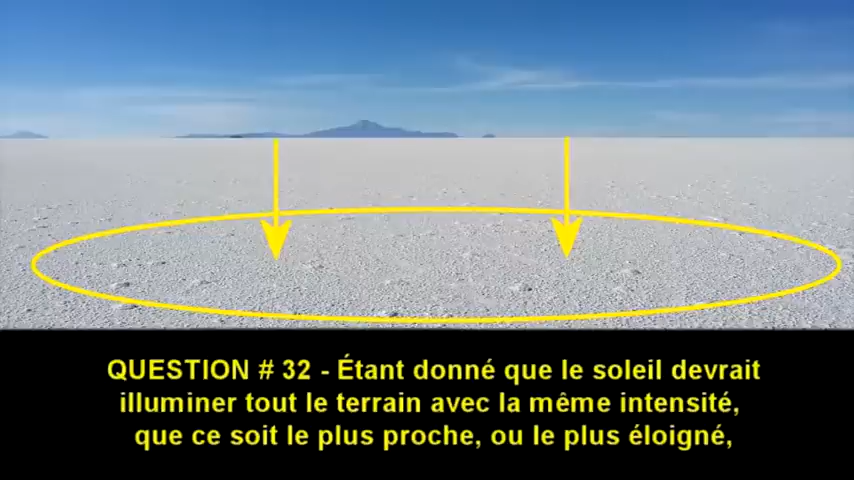 QUESTION # 32 - Étant donné que le soleil devrait
illuminer tout le terrain avec la même intensité,
que ce soit le plus proche, ou le plus éloigné,